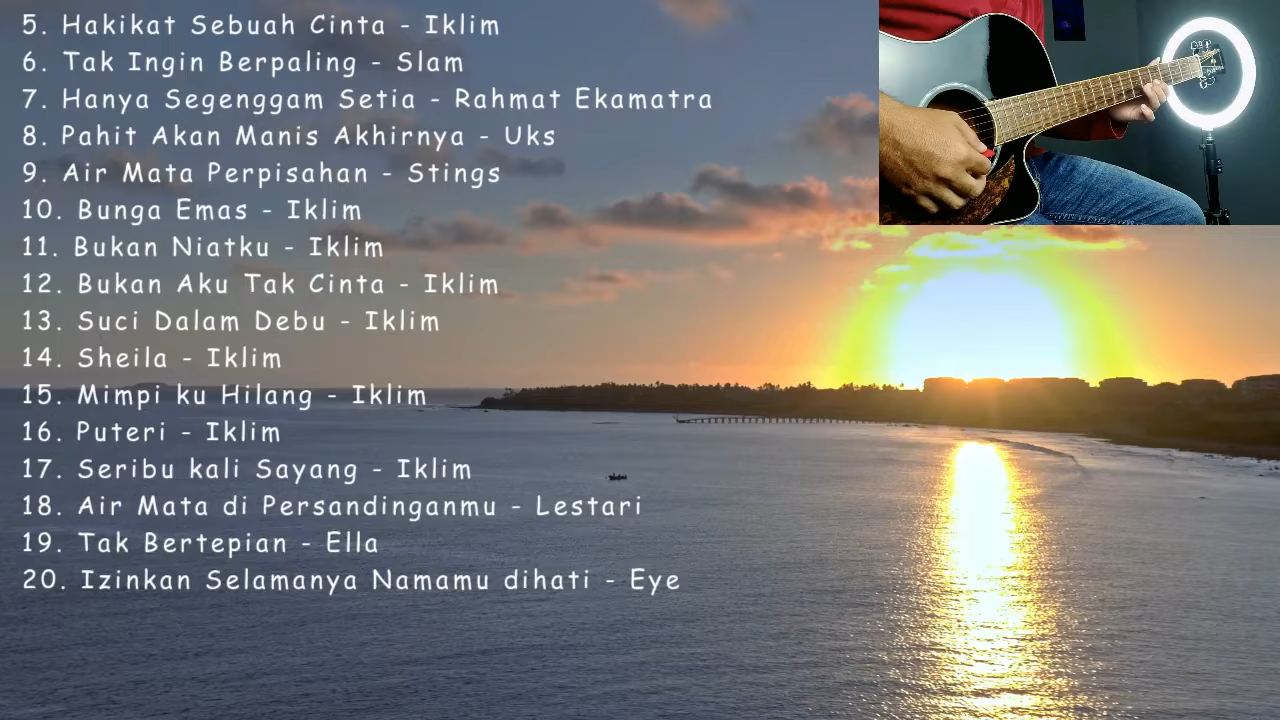 5. Hakikat Sebuah Cinta - Iklim
6. Tak Ingin Berpaling - Slam
7. Hanya Segenggam Setia - Rahmat Ekamatra
8. Pahit Akan Manis Akhirnya - Uks
9. Air Mata Perpisahan - Stings
10. Bunga Emas - Iklim
11. Bukan Niatku - Iklim
12. Bukan Aku Tak Cinta - Iklim
13. Suci Dalam Debu - Iklim
14. Sheila - Iklim
15. Mimpi ku Hilang - Iklim
16. Puteri - Iklim
17. Seribu kali Sayang - Iklim
18. Air Mata di Persandinganmu - Lestari
19. Tak Bertepian - Ella
20. Izinkan Selamanya Namamu dihati - Eye